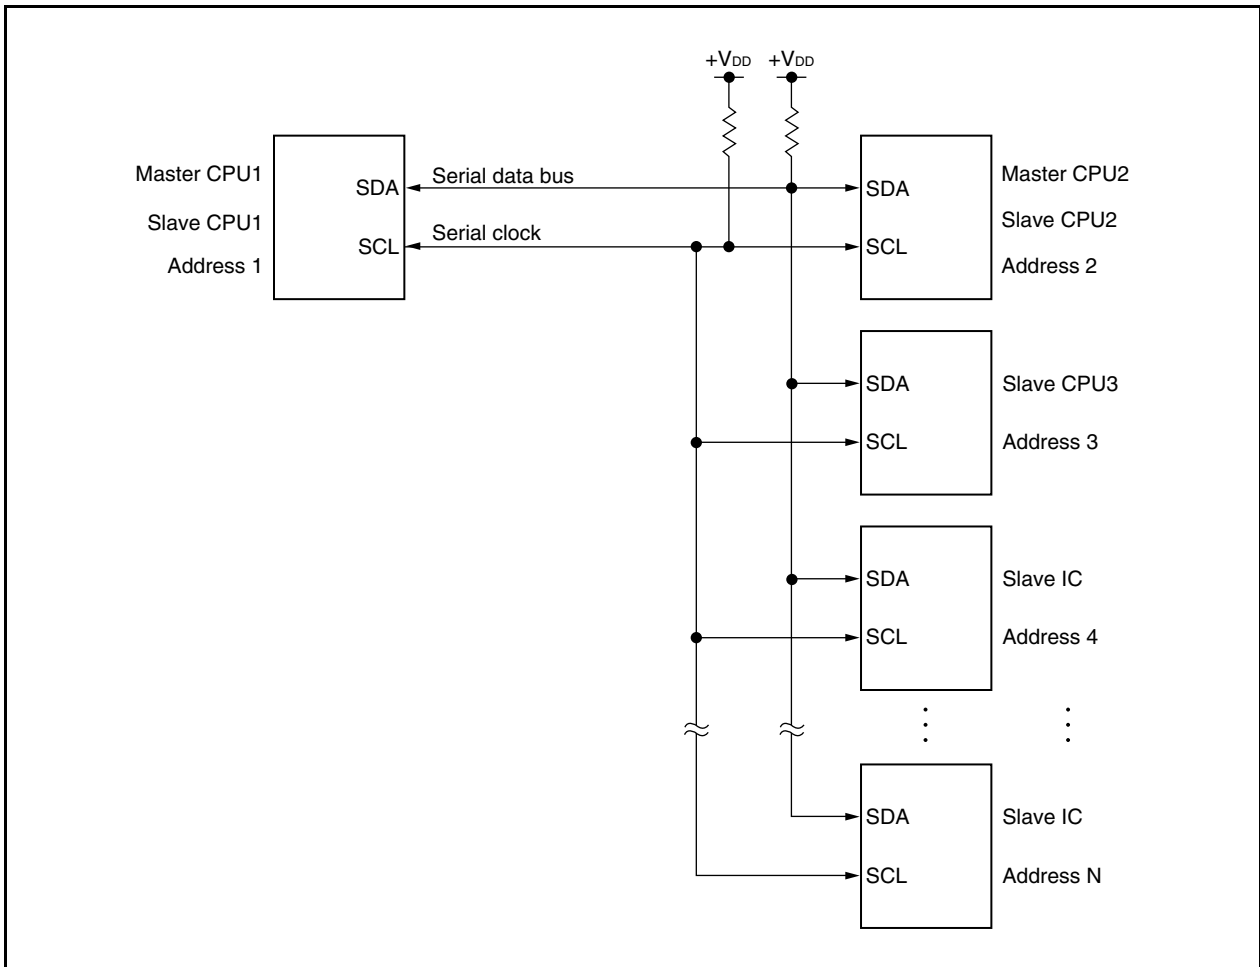 +VDD +VDD
Master CPU1
Slave CPU1
Address 1
SDA
SCL
Serial data bus
Serial clock
SDA
SCL
Master CPU2
Slave CPU2
Address 2
SDA
SCL
Slave CPU3
Address 3
SDA
SCL
Slave IC
Address 4
SDA
SCL
Slave IC
Address N